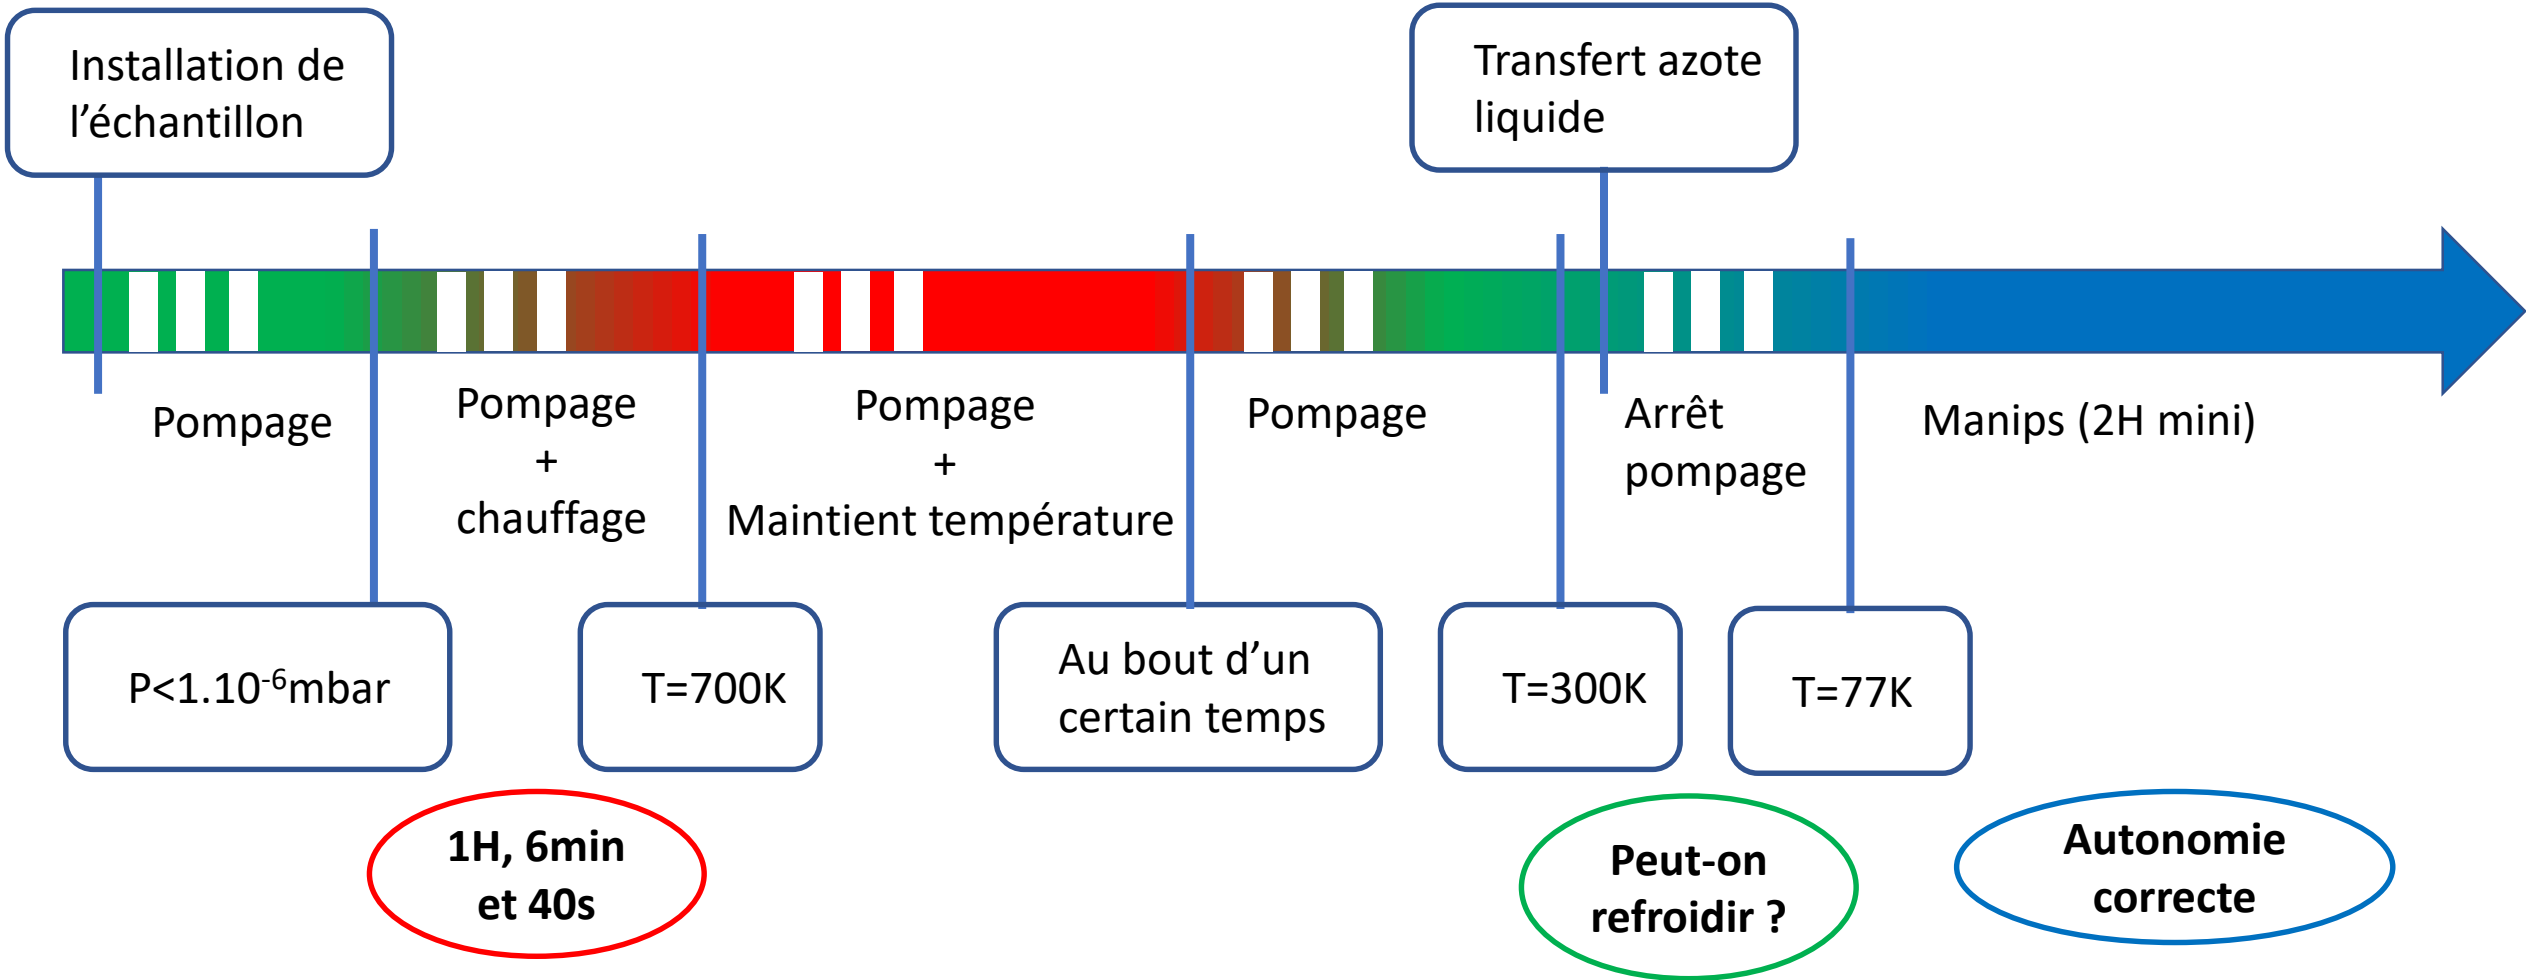 Installation de
l’échantillon
Transfert azote
liquide
Pompage
Pompage
+
chauffage
Pompage
+
Maintient température
Pompage
Arrêt
pompage
Manips (2H mini)
P<1.10⁻⁶mbar
T=700K
Au bout d’un
certain temps
T=300K
T=77K
1H, 6min
et 40s
Peut-on
refroidir ?
Autonomie
correcte